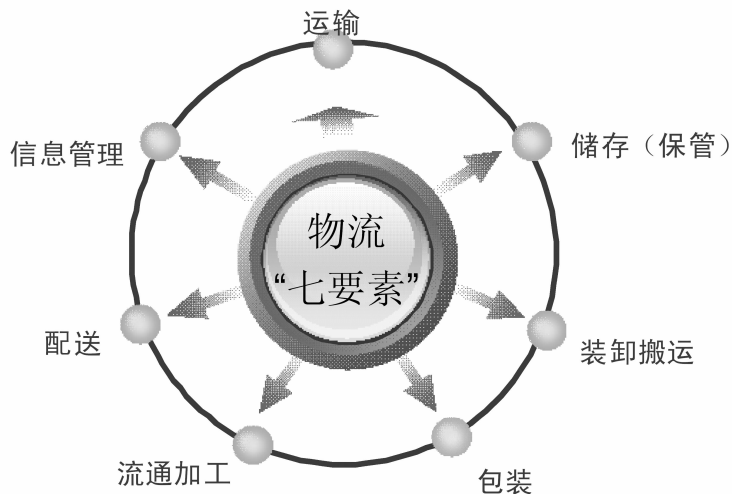 运输
信息管理
储存（保管）
物流
“七要素”
配送
装卸搬运
流通加工
包装